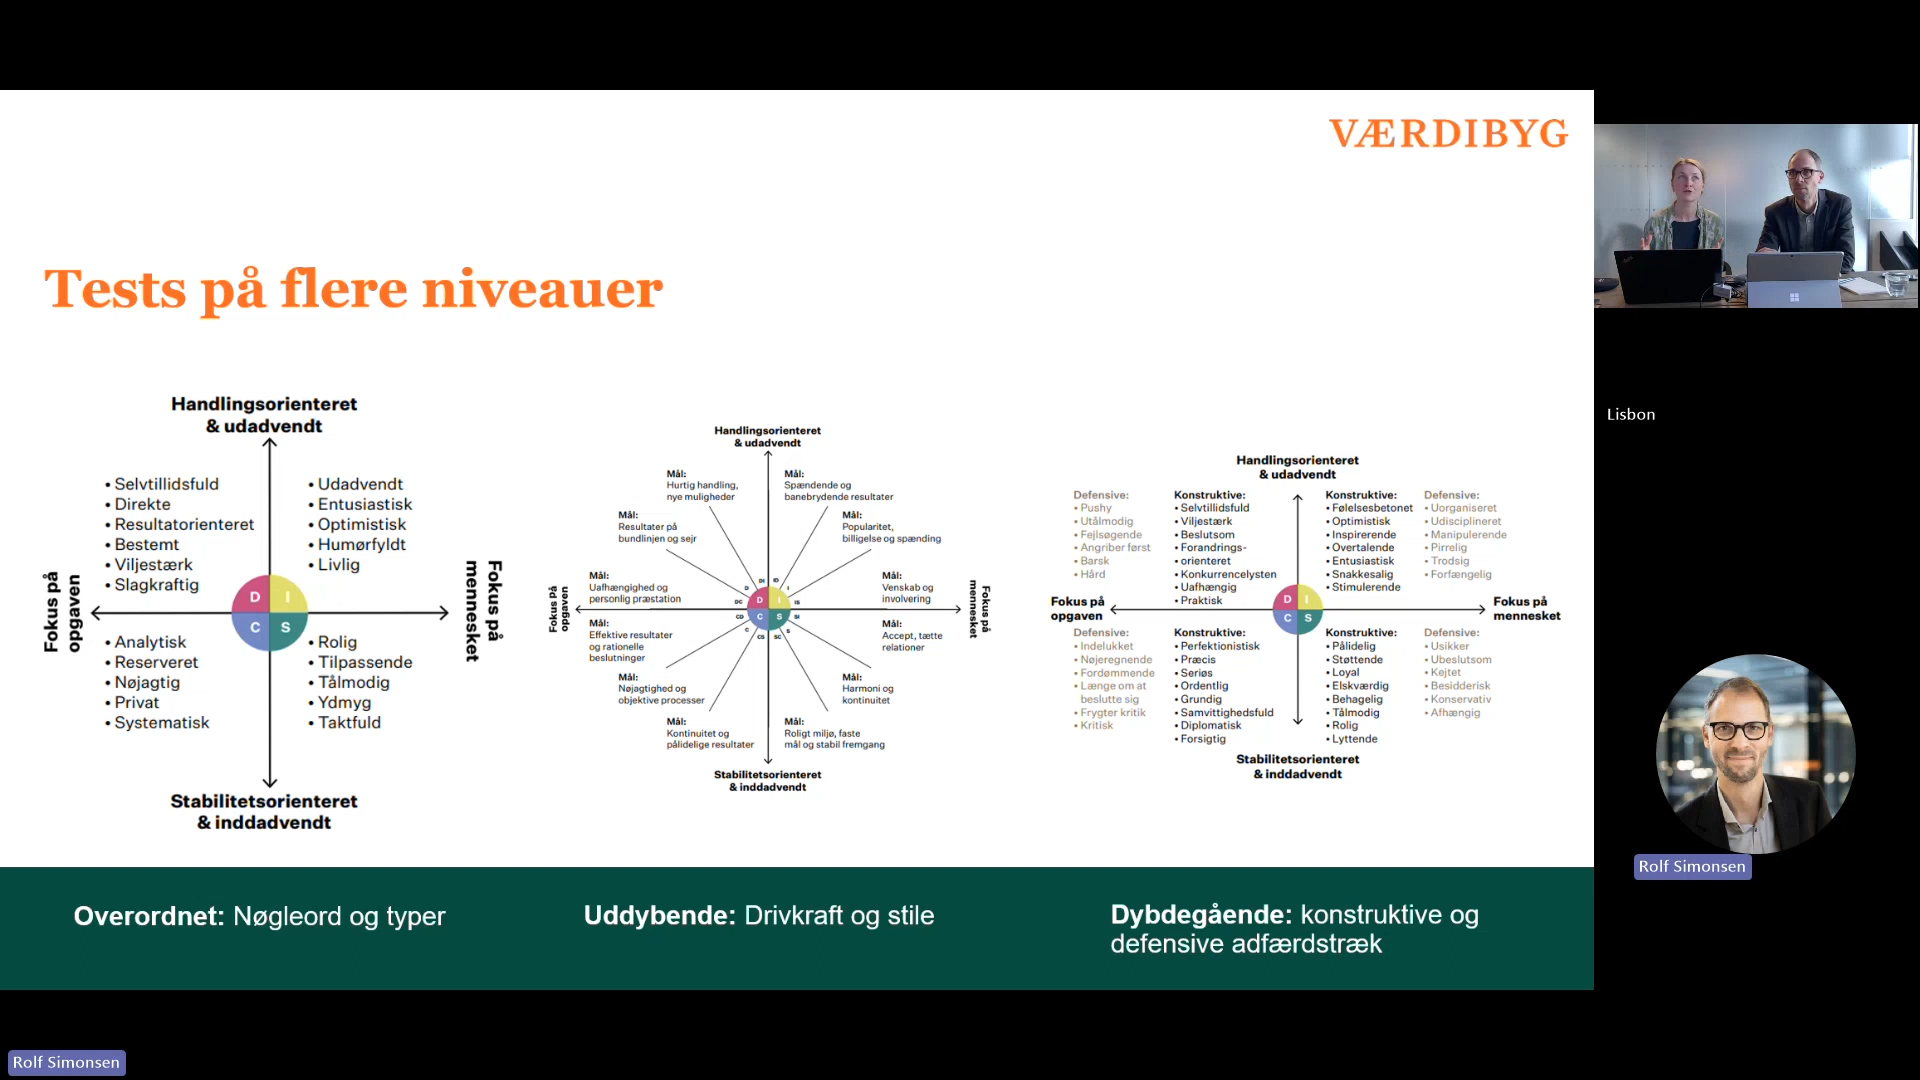 VÆRDIBYG
Tests på flere niveauer
Handlingsorienteret
& udadvendt
• Selvtillidsfuld
• Direkte
• Resultatorienteret
• Bestemt
• Viljestærk
• Slagkraftig
• Udadvendt
• Entusiastisk
• Optimistisk
• Humørfyldt
• Livlig
Fokus på
opgaven
Fokus på
mennesket
D I
C S
• Analytisk
• Reserveret
• Nøjagtig
• Privat
• Systematisk
• Rolig
• Tilpassende
• Tålmodig
• Ydmyg
• Taktfuld
Stabilitetsorienteret
& inddadvendt
Handlingsorienteret
& udadvendt
Mål:
Hurtig handling,
nye muligheder
Mål:
Spændende og
banebrydende resultater
Mål:
Resultater på
bundlinjen og sejr
Mål:
Popularitet,
billigelse og spænding
Mål:
Uafhængighed og
personlig præstation
Mål:
Venskab og
involvering
Fokus på
opgaven
Fokus på
mennesket
DI ID
D I
DC IS
D I
C S
CD SI
C S
CS SC
Mål:
Effektive resultater
og rationelle
beslutninger
Mål:
Accept, tætte
relationer
Mål:
Nøjagtighed og
objektive processer
Mål:
Harmoni og
kontinuitet
Mål:
Kontinuitet og
pålidelige resultater
Mål:
Roligt miljø, faste
mål og stabil fremgang
Stabilitetsorienteret
& inddadvendt
Handlingsorienteret
& udadvendt
Defensive:
• Pushy
• Utålmodig
• Fejlsøgende
• Angriber først
• Barsk
• Hård
Konstruktive:
• Selvtillidsfuld
• Viljestærk
• Beslutsom
• Forandrings-
• orienteret
• Konkurrencelysten
• Uafhængig
• Praktisk
Konstruktive:
• Følelsesbetonet
• Optimistisk
• Inspirerende
• Overtalende
• Entusiastisk
• Snakkesalig
• Stimulerende
Defensive:
• Uorganiseret
• Udisciplineret
• Manipulerende
• Pirrelig
• Trodsig
• Forfængelig
Fokus på
opgaven
D I
C S
Fokus på
mennesket
Defensive:
• Indelukket
• Nøjeregnende
• Fordømmende
• Længe om at
beslutte sig
• Frygter kritik
• Kritisk
Konstruktive:
• Perfektionistisk
• Præcis
• Seriøs
• Ordentlig
• Grundig
• Samvittighedsfuld
• Diplomatisk
• Forsigtig
Konstruktive:
• Pålidelig
• Støttende
• Loyal
• Elskværdig
• Behagelig
• Tålmodig
• Rolig
• Lyttende
Defensive:
• Usikker
• Ubeslutsom
• Kejtet
• Besidderisk
• Konservativ
• Afhængig
Stabilitetsorienteret
& inddadvendt
Overordnet: Nøgleord og typer
Uddybende: Drivkraft og stile
Dybdegående: konstruktive og
defensive adfærdstræk
Lisbon
Rolf Simonsen
Rolf Simonsen